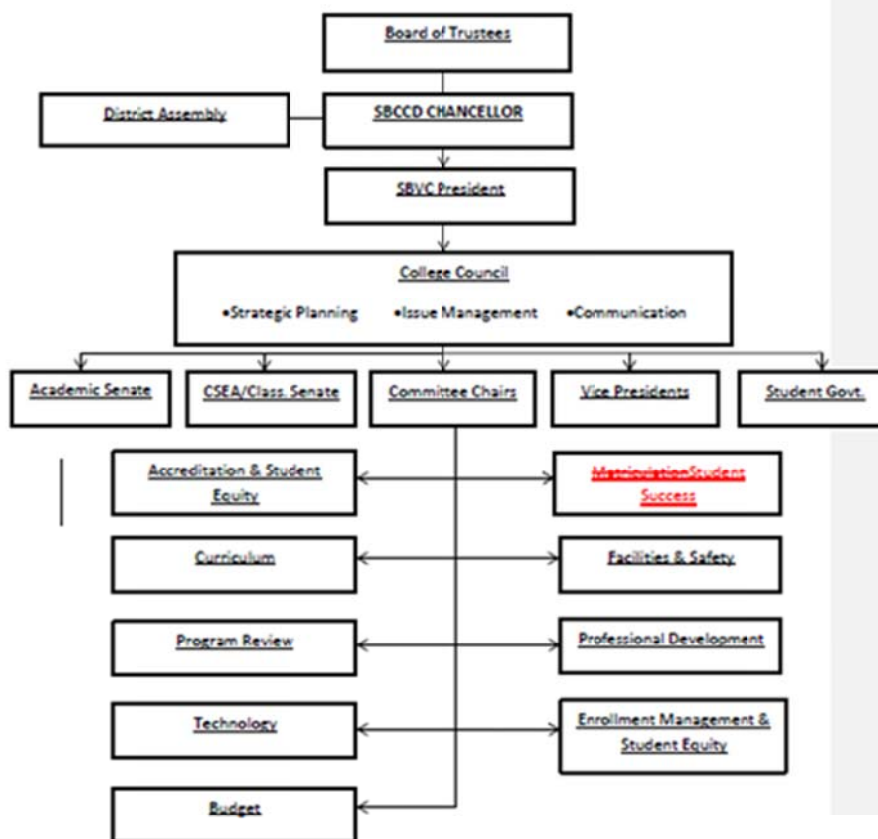 Board of Trustees
District Assembly
SBCCD CHANCELLOR
SBVC President
College Council
•Strategic Planning •Issue Management •Communication
Academic Senate
CSEA/Class. Senate
Committee Chairs
Vice Presidents
Student Govt.
Accreditation & Student
Equity
MatriculationStudent
Success
Curriculum
Facilities & Safety
Program Review
Professional Development
Technology
Enrollment Management &
Student Equity
Budget